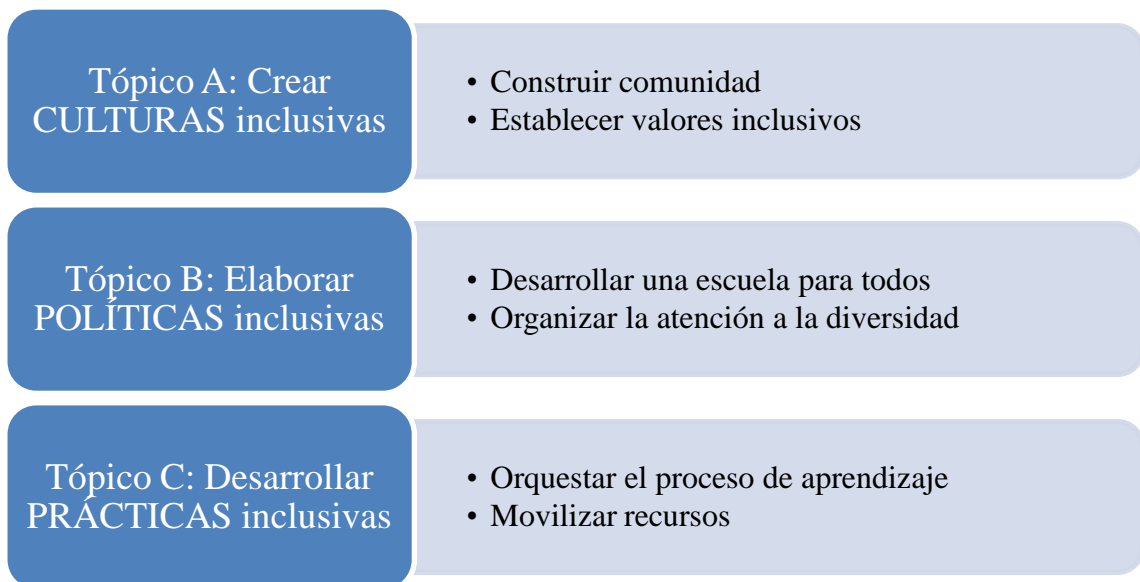 Tópico A: Crear
CULTURAS inclusivas
• Construir comunidad
• Establecer valores inclusivos
Tópico B: Elaborar
POLÍTICAS inclusivas
• Desarrollar una escuela para todos
• Organizar la atención a la diversidad
Tópico C: Desarrollar
PRÁCTICAS inclusivas
• Orquestar el proceso de aprendizaje
• Movilizar recursos